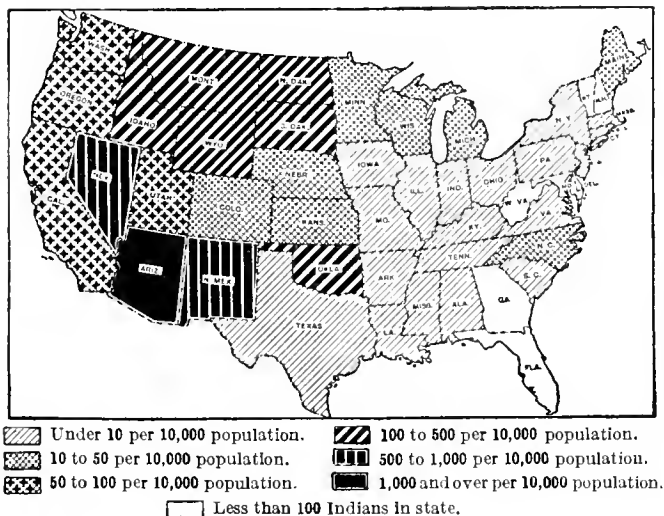 WASH.
MONT.
N. DAK.
MINN.
MAINE
OREGON
IDAHO
S. DAK.
WIS.
MICH.
N.Y.
WYO.
IOWA
PA.
NEV.
NEBR.
ILL.
IND.
OHIO
UTAH
W. VA.
CAL.
COLO.
KANS.
MO.
KY.
VA.
TENN.
N.C.
ARIZ.
N. MEX.
OKLA.
ARK.
S. C.
MISS.
ALA.
GA.
TEXAS
LA.
FLA.
Under 10 per 10,000 population.
100 to 500 per 10,000 population.
10 to 50 per 10,000 population.
500 to 1,000 per 10,000 population.
50 to 100 per 10,000 population.
1,000 and over per 10,000 population.
Less than 100 Indians in state.